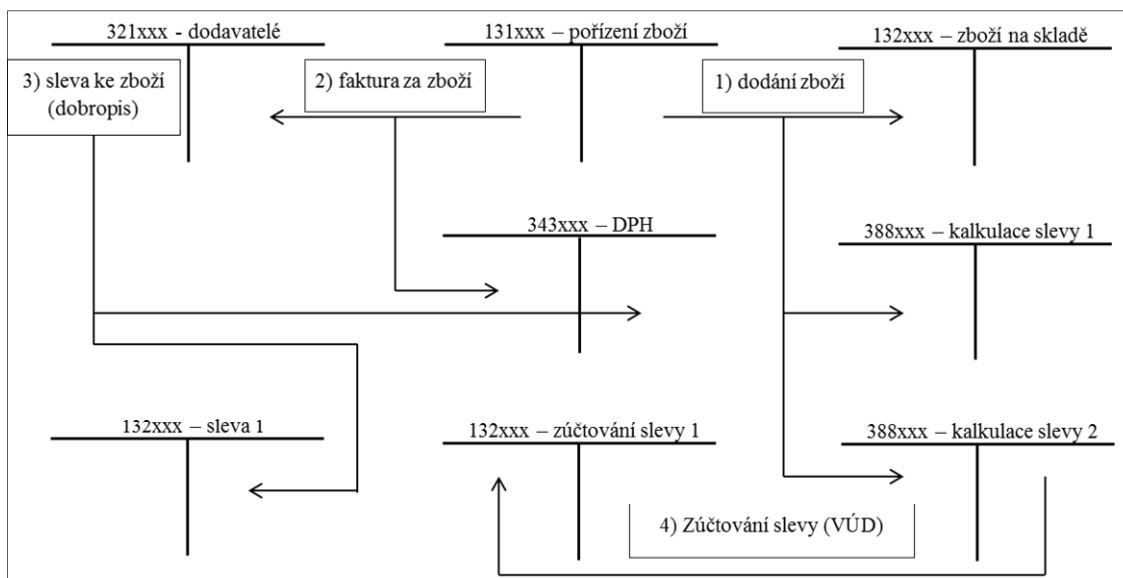 321xxx - dodavatelé
131xxx – pořízení zboží
132xxx – zboží na skladě
3) sleva ke zboží
(dobropis)
2) faktura za zboží
1) dodání zboží
343xxx – DPH
388xxx – kalkulace slevy 1
132xxx – sleva 1
132xxx – zúčtování slevy 1
388xxx – kalkulace slevy 2
4) Zúčtování slevy (VÚD)